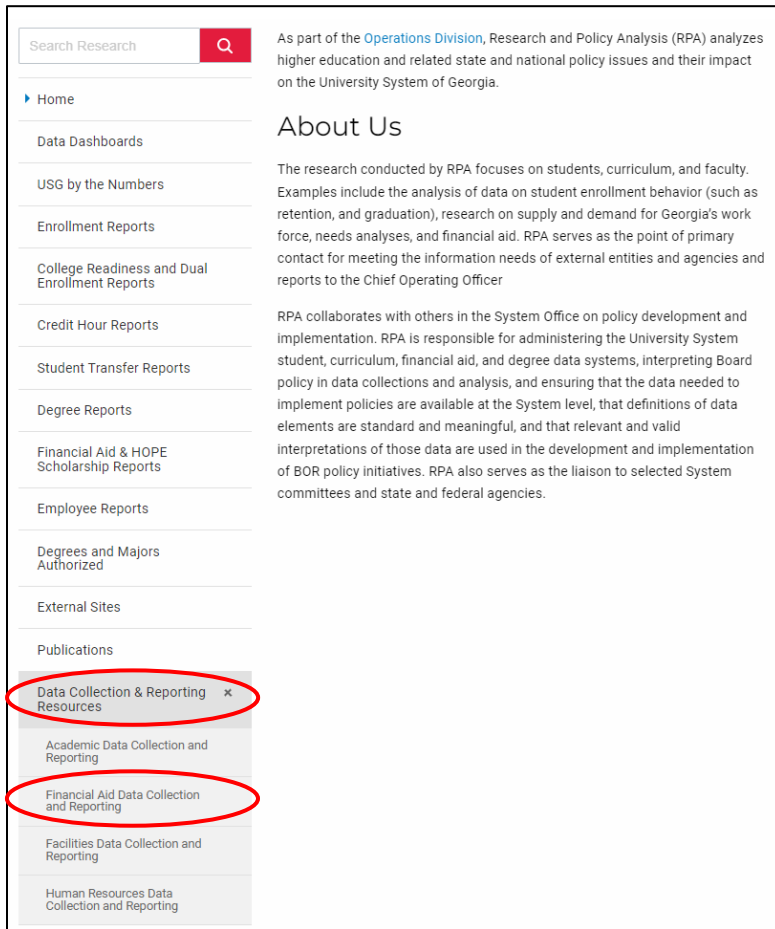 Search Research
Home
Data Dashboards
USG by the Numbers
Enrollment Reports
College Readiness and Dual
Enrollment Reports
Credit Hour Reports
Student Transfer Reports
Degree Reports
Financial Aid & HOPE
Scholarship Reports
Employee Reports
Degrees and Majors
Authorized
External Sites
Publications
Data Collection & Reporting
Resources
Academic Data Collection and
Reporting
Financial Aid Data Collection
and Reporting
Facilities Data Collection and
Reporting
Human Resources Data
Collection and Reporting
As part of the Operations Division, Research and Policy Analysis (RPA) analyzes
higher education and related state and national policy issues and their impact
on the University System of Georgia.
About Us
The research conducted by RPA focuses on students, curriculum, and faculty.
Examples include the analysis of data on student enrollment behavior (such as
retention, and graduation), research on supply and demand for Georgia's work
force, needs analyses, and financial aid. RPA serves as the point of primary
contact for meeting the information needs of external entities and agencies and
reports to the Chief Operating Officer
RPA collaborates with others in the System Office on policy development and
implementation. RPA is responsible for administering the University System
student, curriculum, financial aid, and degree data systems, interpreting Board
policy in data collections and analysis, and ensuring that the data needed to
implement policies are available at the System level, that definitions of data
elements are standard and meaningful, and that relevant and valid
interpretations of those data are used in the development and implementation
of BOR policy initiatives. RPA also serves as the liaison to selected System
committees and state and federal agencies.